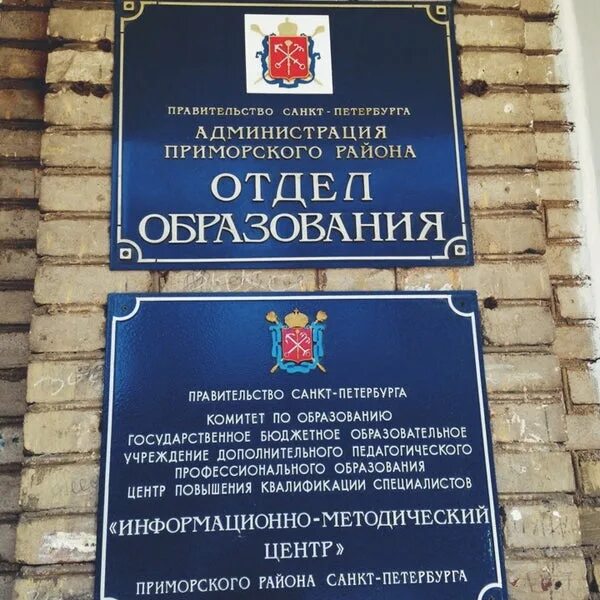 ПРАВИТЕЛЬСТВО САНКТ-ПЕТЕРБУРГА
АДМИНИСТРАЦИЯ
ПРИМОРСКОГО РАЙОНА
ОТДЕЛ
ОБРАЗОВАНИЯ
ПРАВИТЕЛЬСТВО САНКТ-ПЕТЕРБУРГА
КОМИТЕТ ПО ОБРАЗОВАНИЮ
ГОСУДАРСТВЕННОЕ БЮДЖЕТНОЕ ОБРАЗОВАТЕЛЬНОЕ
УЧРЕЖДЕНИЕ ДОПОЛНИТЕЛЬНОГО ПЕДАГОГИЧЕСКОГО
ПРОФЕССИОНАЛЬНОГО ОБРАЗОВАНИЯ
ЦЕНТР ПОВЫШЕНИЯ КВАЛИФИКАЦИИ СПЕЦИАЛИСТОВ
«ИНФОРМАЦИОННО-МЕТОДИЧЕСКИЙ
ЦЕНТР»
ПРИМОРСКОГО РАЙОНА САНКТ-ПЕТЕРБУРГА